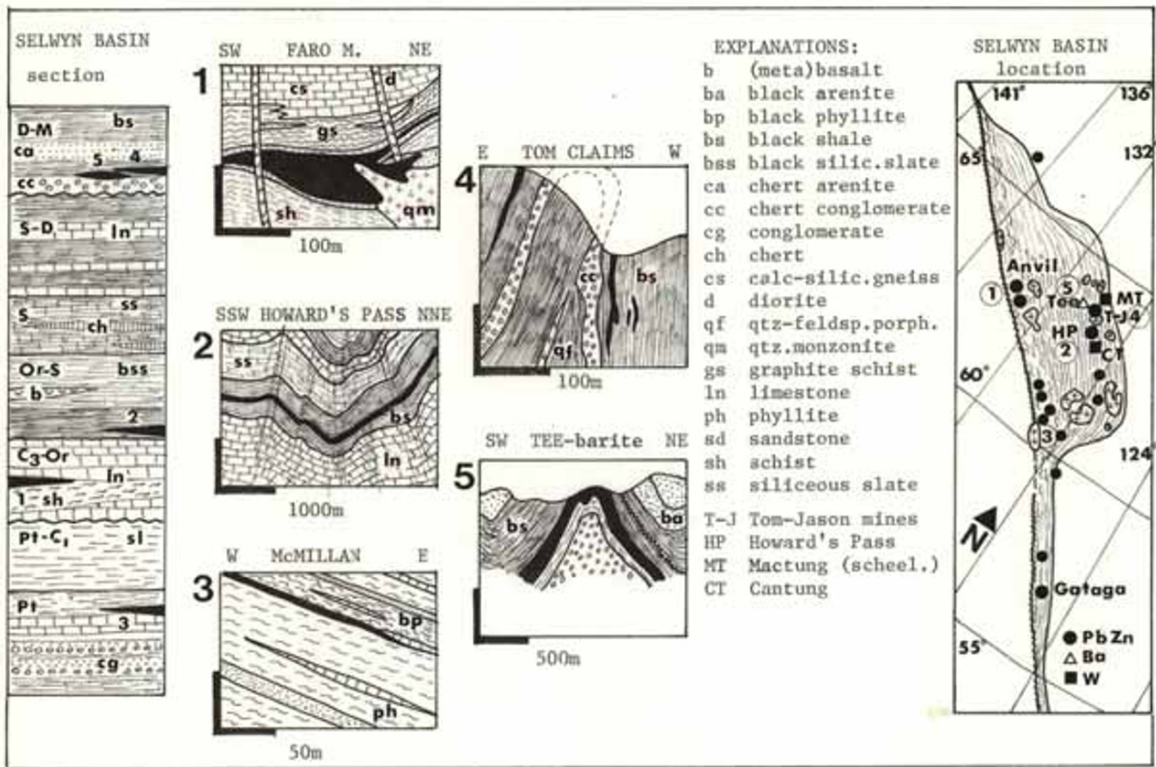 SELWYN BASIN
section
D-M bs
ca
5 4
cc
S-D ln
ss
S
ch
Or-S bss
b
2
C3-Or
ln
1 sh
Pt-C1 sl
Pt
3
cg
1
SW FARO M. NE
cs
d
gs
sh
qm
100m
2
SSW HOWARD'S PASS NNE
ss
bs
ln
1000m
3
W McMILLAN E
bp
ph
50m
4
E TOM CLAIMS W
cc
bs
qf
100m
5
SW TEE-barite NE
bs
ba
500m
EXPLANATIONS:
b (meta)basalt
ba black arenite
bp black phyllite
bs black shale
bss black silic.slate
ca chert arenite
cc chert conglomerate
cg conglomerate
ch chert
cs calc-silic.gneiss
d diorite
qf qtz-feldsp.porph.
qm qtz.monzonite
gs graphite schist
ln limestone
ph phyllite
sd sandstone
sh schist
ss siliceous slate
T-J Tom-Jason mines
HP Howard's Pass
MT Mactung (scheel.)
CT Cantung
SELWYN BASIN
location
141° 136°
132°
65°
Anvil
5
1
Tee
MT
T-J4
HP
2
CT
60°
3
124°
N
Gataga
55°
PbZn
Ba
W